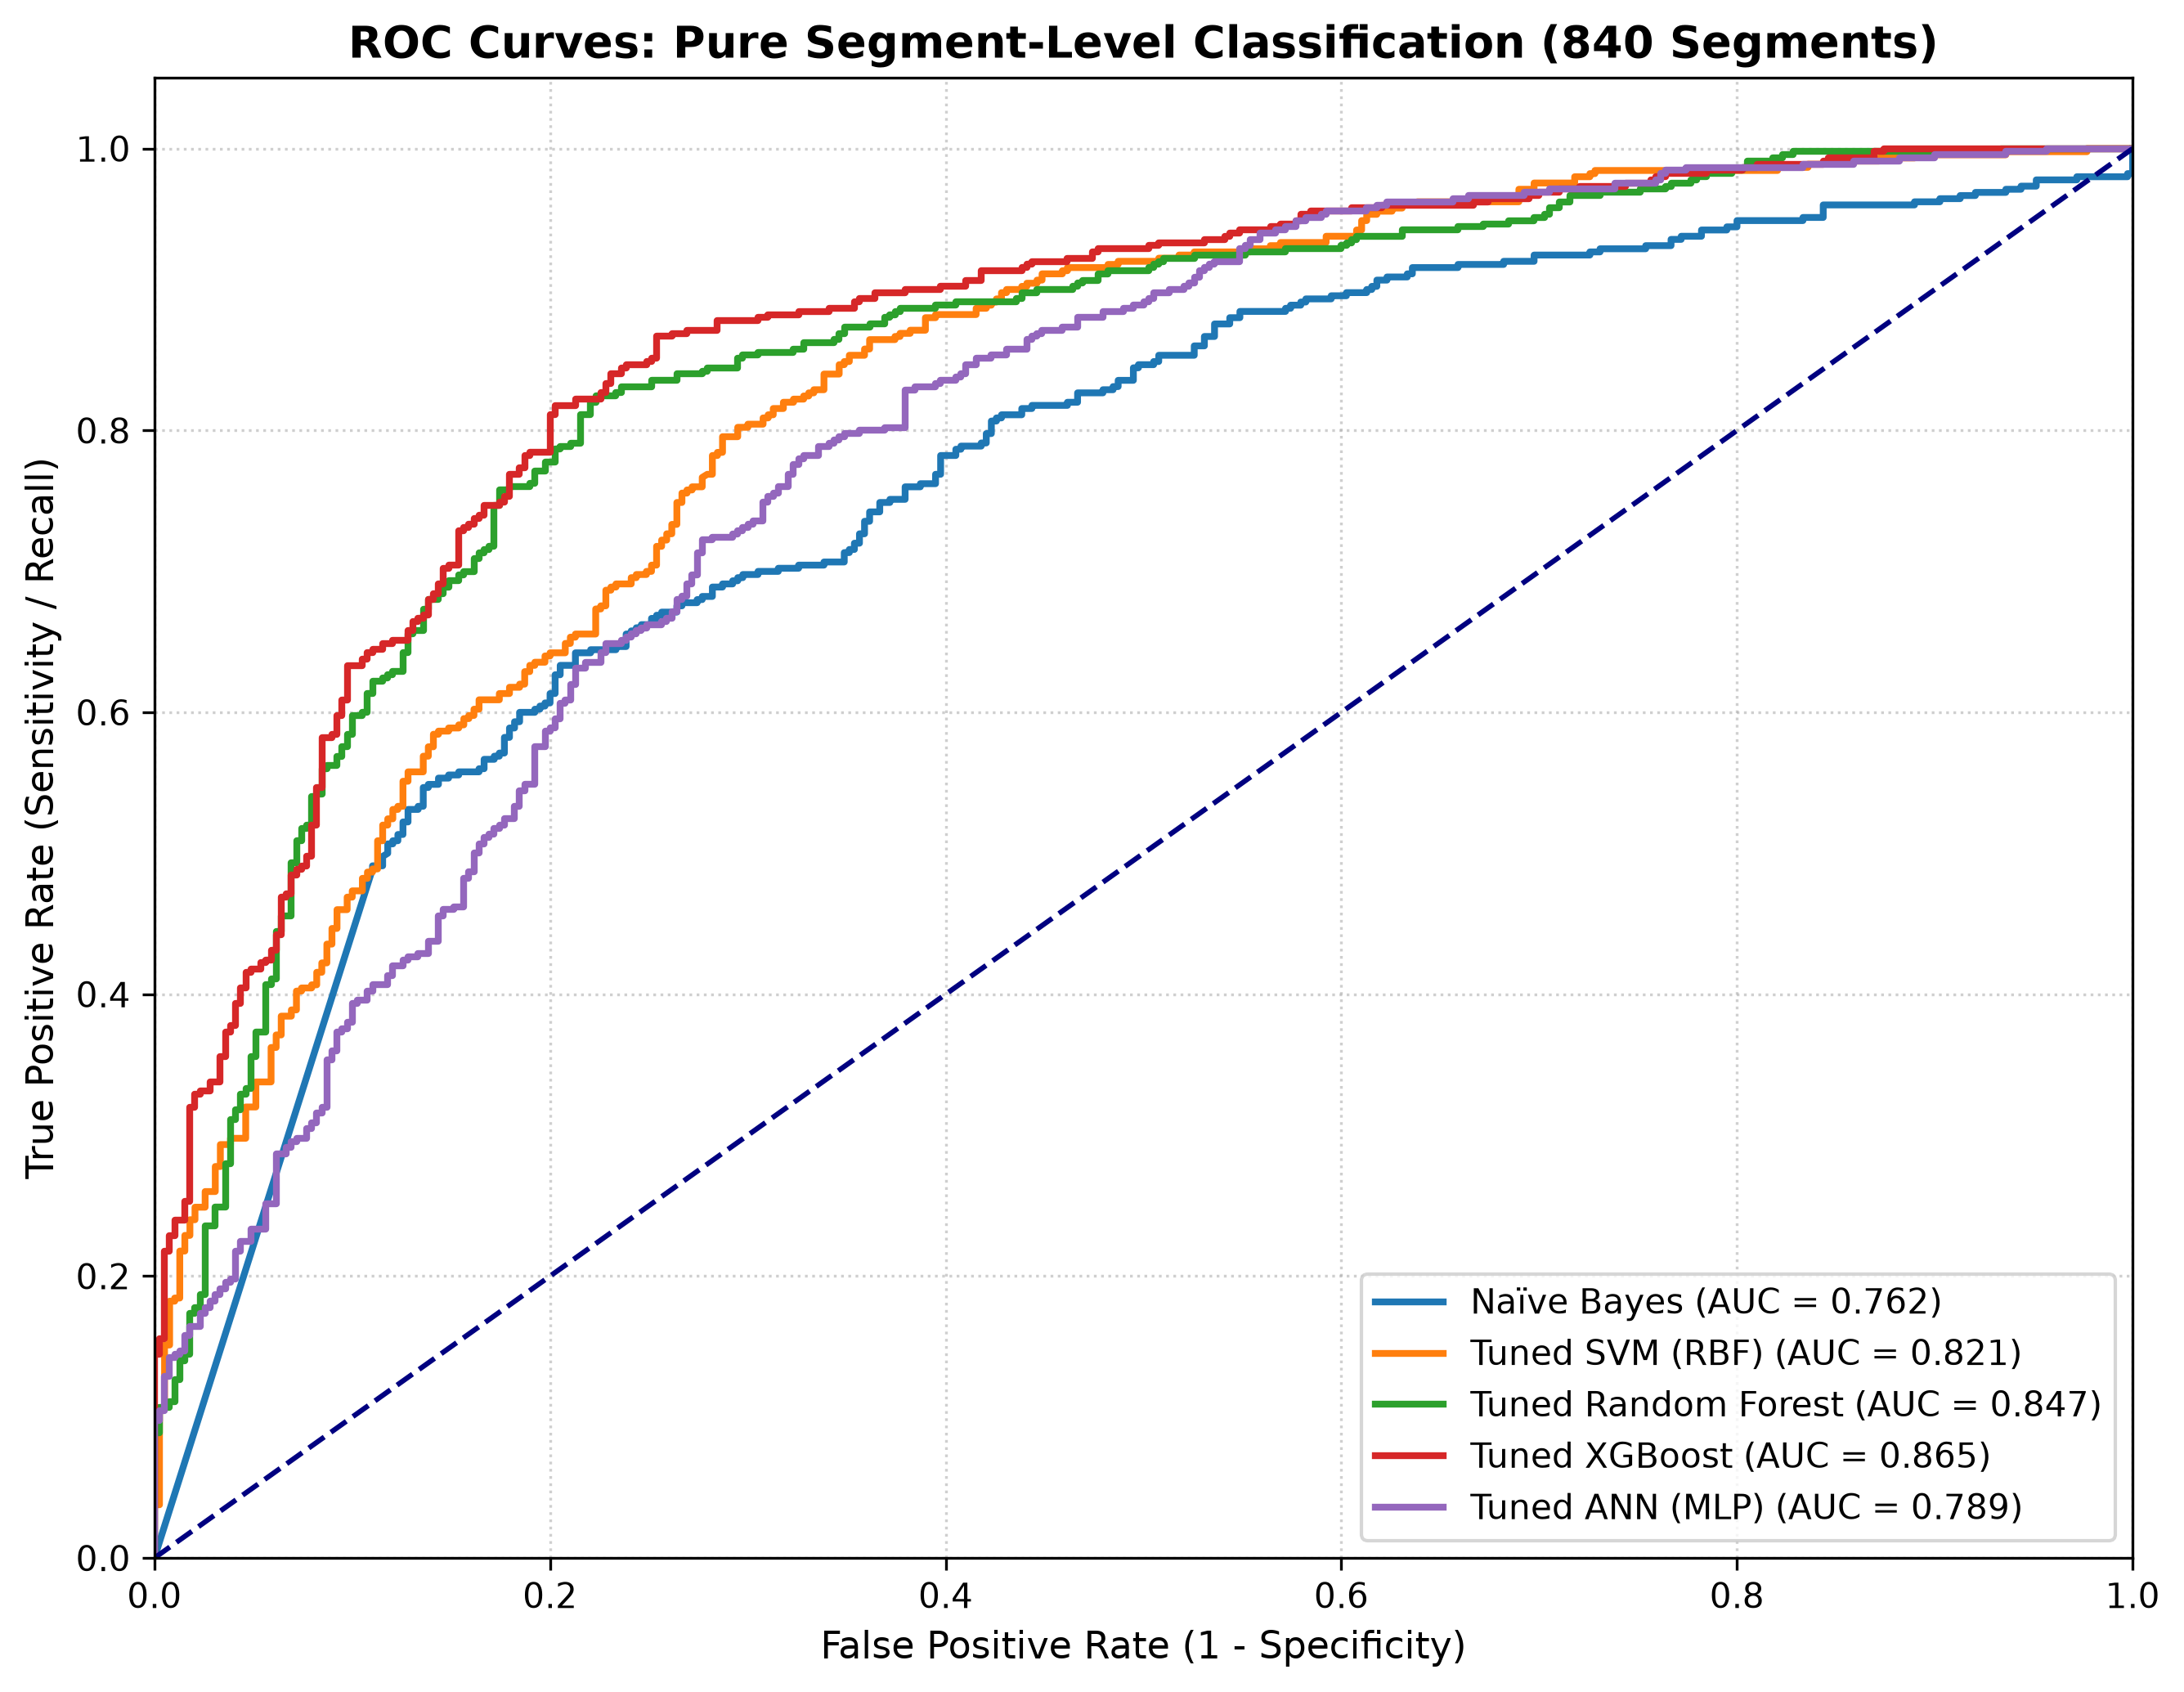 ROC Curves: Pure Segment-Level Classification (840 Segments)
True Positive Rate (Sensitivity / Recall)
1.0
0.8
0.6
0.4
0.2
0.0
0.0 0.2 0.4 0.6 0.8 1.0
False Positive Rate (1 - Specificity)
Naïve Bayes (AUC = 0.762)
Tuned SVM (RBF) (AUC = 0.821)
Tuned Random Forest (AUC = 0.847)
Tuned XGBoost (AUC = 0.865)
Tuned ANN (MLP) (AUC = 0.789)